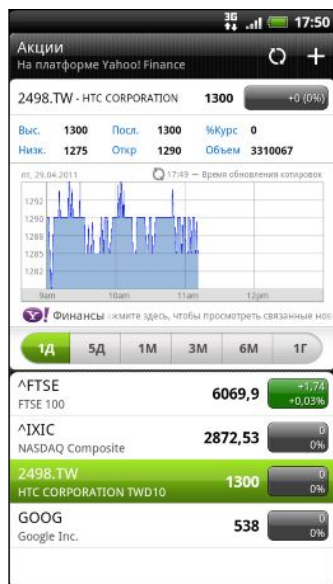 3G 17:50
Акции
На платформе Yahoo! Finance
2498.TW - HTC CORPORATION 1300 +0 (0%)
Выс. 1300 Посл. 1300 %Курс 0
Низк. 1275 Откр 1290 Объем 3310067
пт, 29.04.2011 17:49 — Время обновления котировок
1292
1290
1288
1285
1282
9am 10am 11am 12pm
Y! Финансы жмите здесь, чтобы просмотреть связанные нов
1Д 5Д 1М 3М 6М 1Г
^FTSE 6069,9 +1,74
FTSE 100 +0,03%
^IXIC 2872,53 0
NASDAQ Composite 0%
2498.TW 1300 0
HTC CORPORATION TWD10 0%
GOOG 538 0
Google Inc. 0%